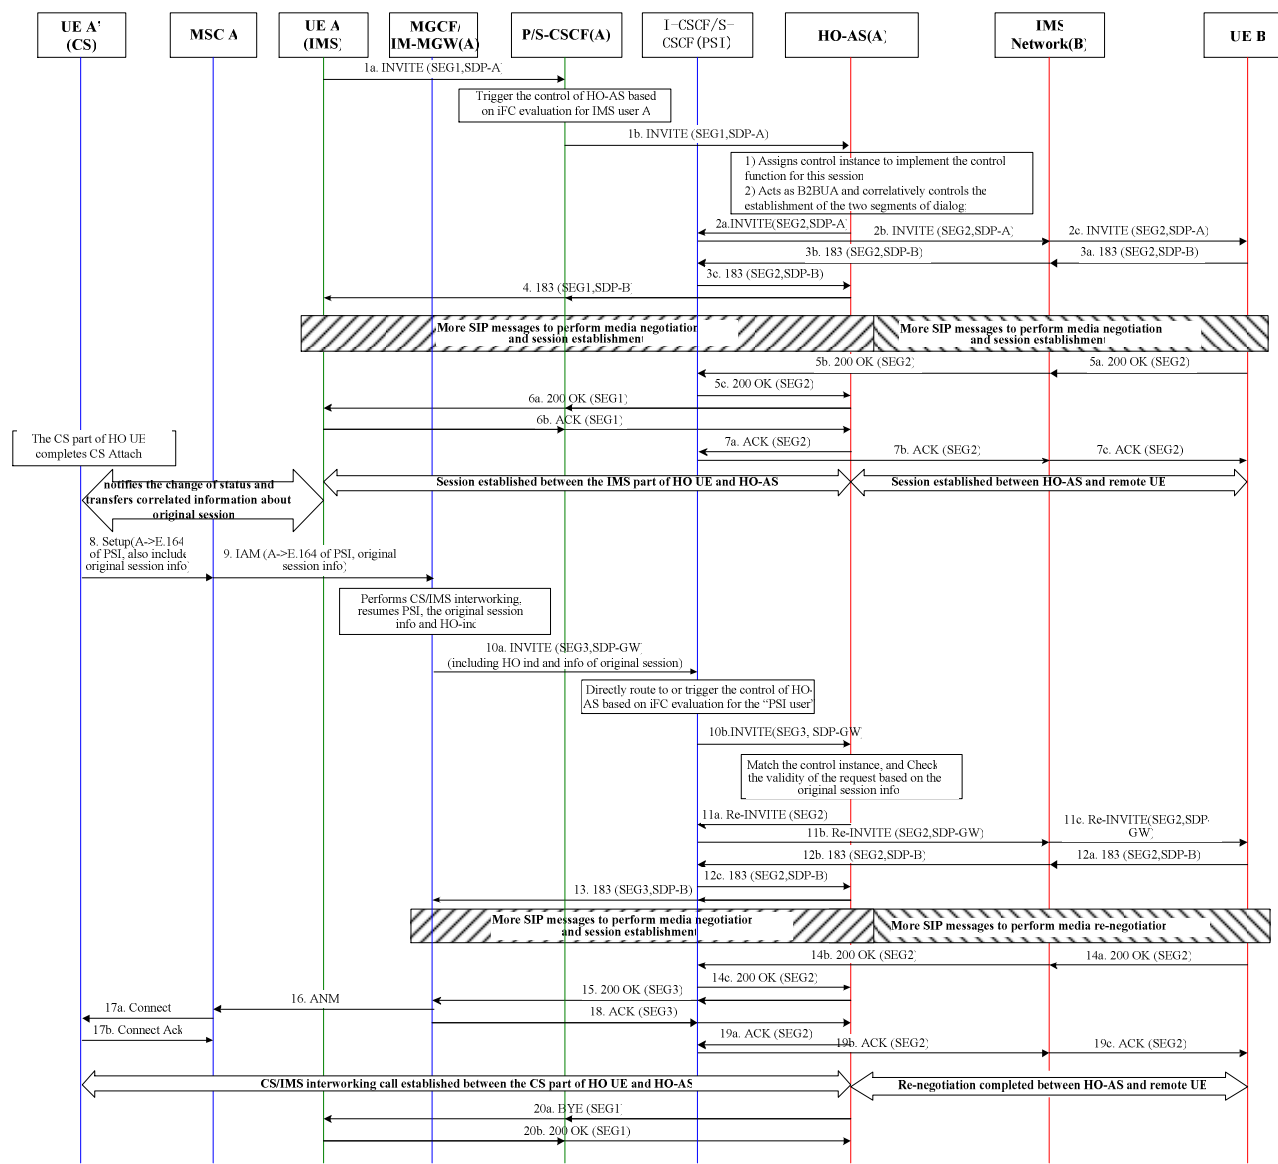 UE A'
(CS)
MSC A
UE A
(IMS)
MGCF/
IM-MGW(A)
P/S-CSCF(A)
I-CSCF/S-
CSCF(PSI)
HO-AS(A)
IMS
Network(B)
UE B
1a. INVITE (SEG1,SDP-A)
Trigger the control of HO-AS based
on iFC evaluation for IMS user A
1b. INVITE (SEG1,SDP-A)
1) Assigns control instance to implement the control
function for this session
2) Acts as B2BUA and correlatively controls the
establishment of the two segments of dialog.
2a.INVITE(SEG2,SDP-A)
2b. INVITE (SEG2,SDP-A)
2c. INVITE (SEG2,SDP-A)
3b. 183 (SEG2,SDP-B)
3a. 183 (SEG2,SDP-B)
3c. 183 (SEG2,SDP-B)
4. 183 (SEG1,SDP-B)
More SIP messages to perform media negotiation
and session establishment
More SIP messages to perform media negotiation
and session establishment
5b. 200 OK (SEG2)
5a. 200 OK (SEG2)
5c. 200 OK (SEG2)
6a. 200 OK (SEG1)
6b. ACK (SEG1)
The CS part of HO UE
completes CS Attach
7a. ACK (SEG2)
7b. ACK (SEG2)
7c. ACK (SEG2)
notifies the change of status and
transfers correlated information about
original session
Session established between the IMS part of HO UE and HO-AS
Session established between HO-AS and remote UE
8. Setup(A->E.164
of PSI, also include
original session info)
9. IAM (A->E.164 of PSI, original
session info)
Performs CS/IMS interworking,
resumes PSI, the original session
info and HO-ind
10a. INVITE (SEG3,SDP-GW)
(including HO ind and info of original session)
Directly route to or trigger the control of HO-
AS based on iFC evaluation for the “PSI user”
10b.INVITE(SEG3, SDP-GW)
Match the control instance, and Check
the validity of the request based on the
original session info
11a. Re-INVITE (SEG2)
11b. Re-INVITE (SEG2,SDP-GW)
11c. Re-INVITE(SEG2,SDP-
GW)
12b. 183 (SEG2,SDP-B)
12a. 183 (SEG2,SDP-B)
12c. 183 (SEG2,SDP-B)
13. 183 (SEG3,SDP-B)
More SIP messages to perform media negotiation
and session establishment
More SIP messages to perform media re-negotiation
14b. 200 OK (SEG2)
14a. 200 OK (SEG2)
14c. 200 OK (SEG2)
15. 200 OK (SEG3)
16. ANM
17a. Connect
18. ACK (SEG3)
17b. Connect Ack
19a. ACK (SEG2)
19b. ACK (SEG2)
19c. ACK (SEG2)
CS/IMS interworking call established between the CS part of HO UE and HO-AS
Re-negotiation completed between HO-AS and remote UE
20a. BYE (SEG1)
20b. 200 OK (SEG1)